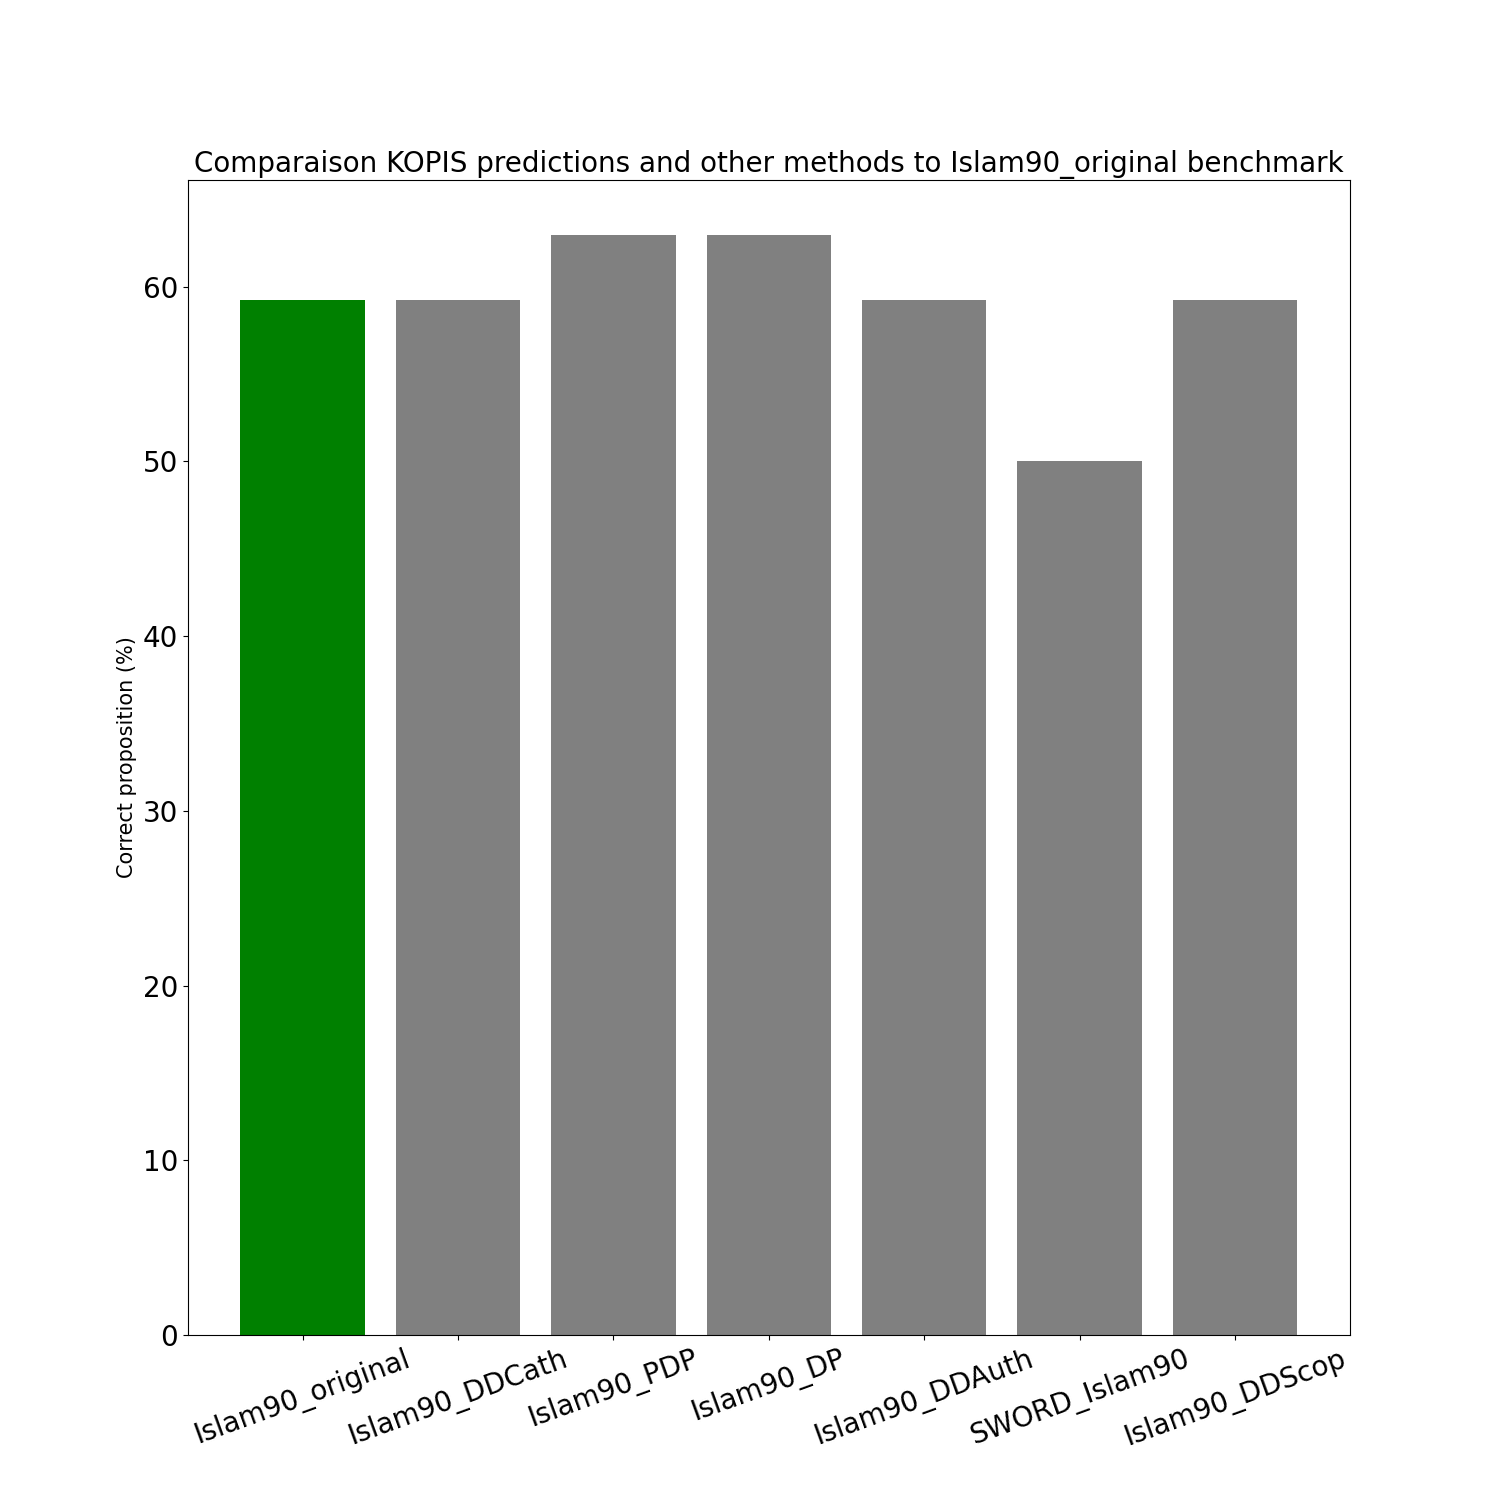 Comparaison KOPIS predictions and other methods to Islam90_original benchmark
Correct proposition (%)
60
50
40
30
20
10
0
Islam90_original
Islam90_DDCath
Islam90_PDP
Islam90_DP
Islam90_DDAuth
SWORD_Islam90
Islam90_DDScop